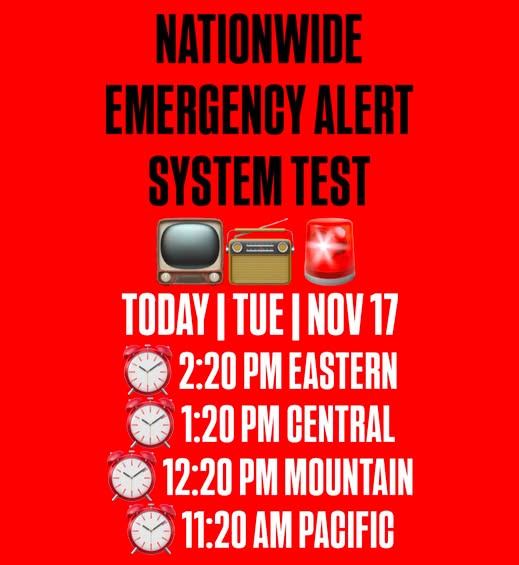 NATIONWIDE
EMERGENCY ALERT
SYSTEM TEST
TODAY | TUE | NOV 17
2:20 PM EASTERN
1:20 PM CENTRAL
12:20 PM MOUNTAIN
11:20 AM PACIFIC